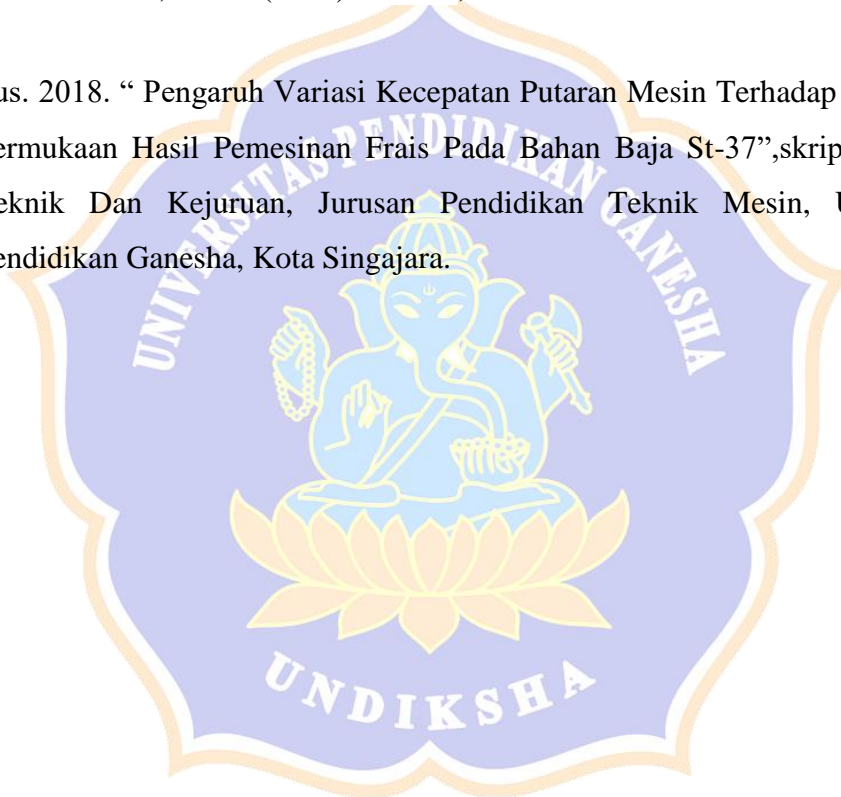 us. 2018. “ Pengaruh Variasi Kecepatan Putaran Mesin Terhadap
ermukaan Hasil Pemesinan Frais Pada Bahan Baja St-37”,skrip
eknik Dan Kejuruan, Jurusan Pendidikan Teknik Mesin, U
endidikan Ganesha, Kota Singajara.
UNIVERSITAS PENDIDIKAN GANESHA
UNDIKSHA